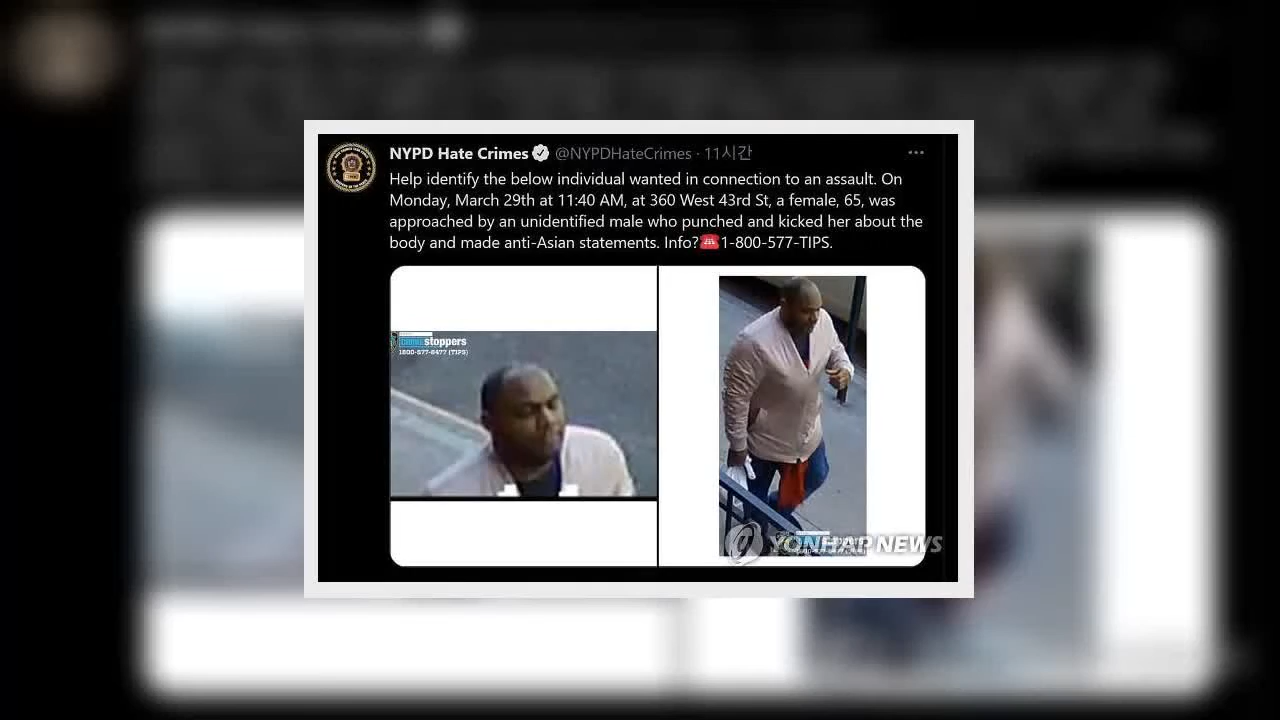 NYPD Hate Crimes @NYPDHateCrimes · 11시간
Help identify the below individual wanted in connection to an assault. On
Monday, March 29th at 11:40 AM, at 360 West 43rd St, a female, 65, was
approached by an unidentified male who punched and kicked her about the
body and made anti-Asian statements. Info?☎️1-800-577-TIPS.
CRIMEstoppers
1800-577-8477 (TIPS)
YONHAP NEWS